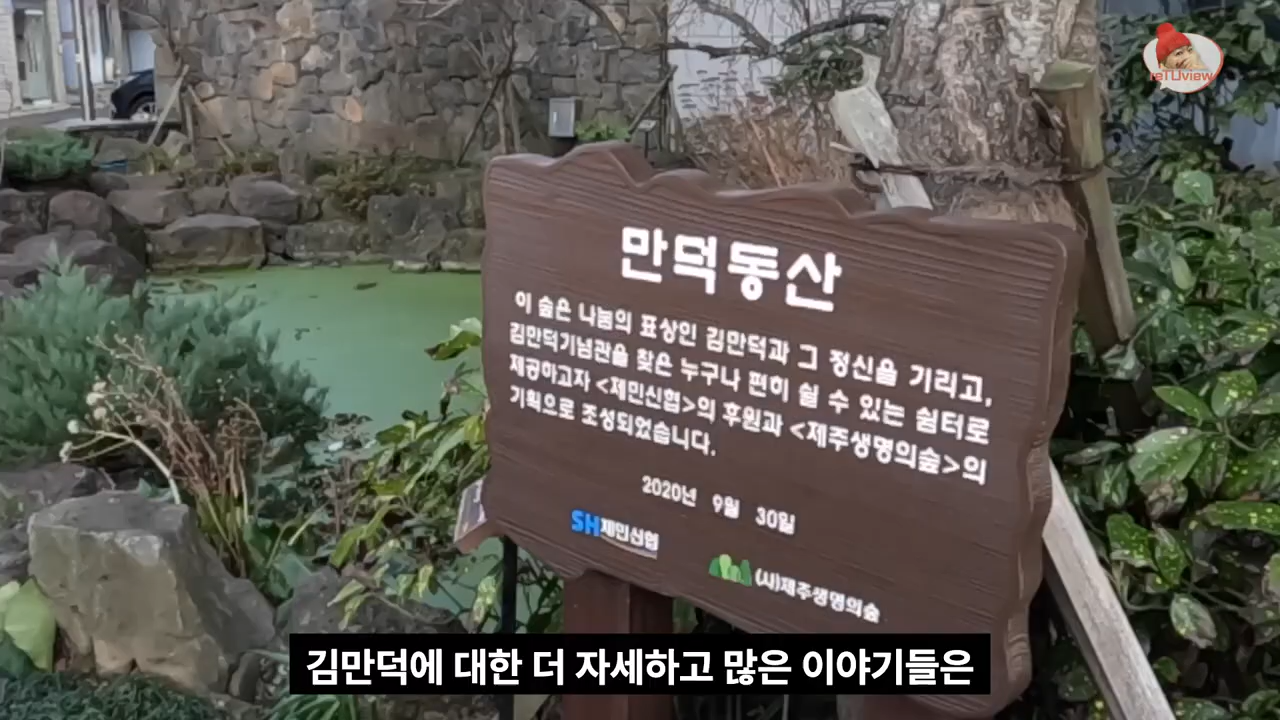 reTUview
만덕동산
이 숲은 나눔의 표상인 김만덕과 그 정신을 기리고,
김만덕기념관을 찾은 누구나 편히 쉴 수 있는 쉼터로
제공하고자 <제민신협>의 후원과 <제주생명의숲>의
기획으로 조성되었습니다.
2020년 9월 30일
SH제민신협
(사)제주생명의숲
김만덕에 대한 더 자세하고 많은 이야기들은